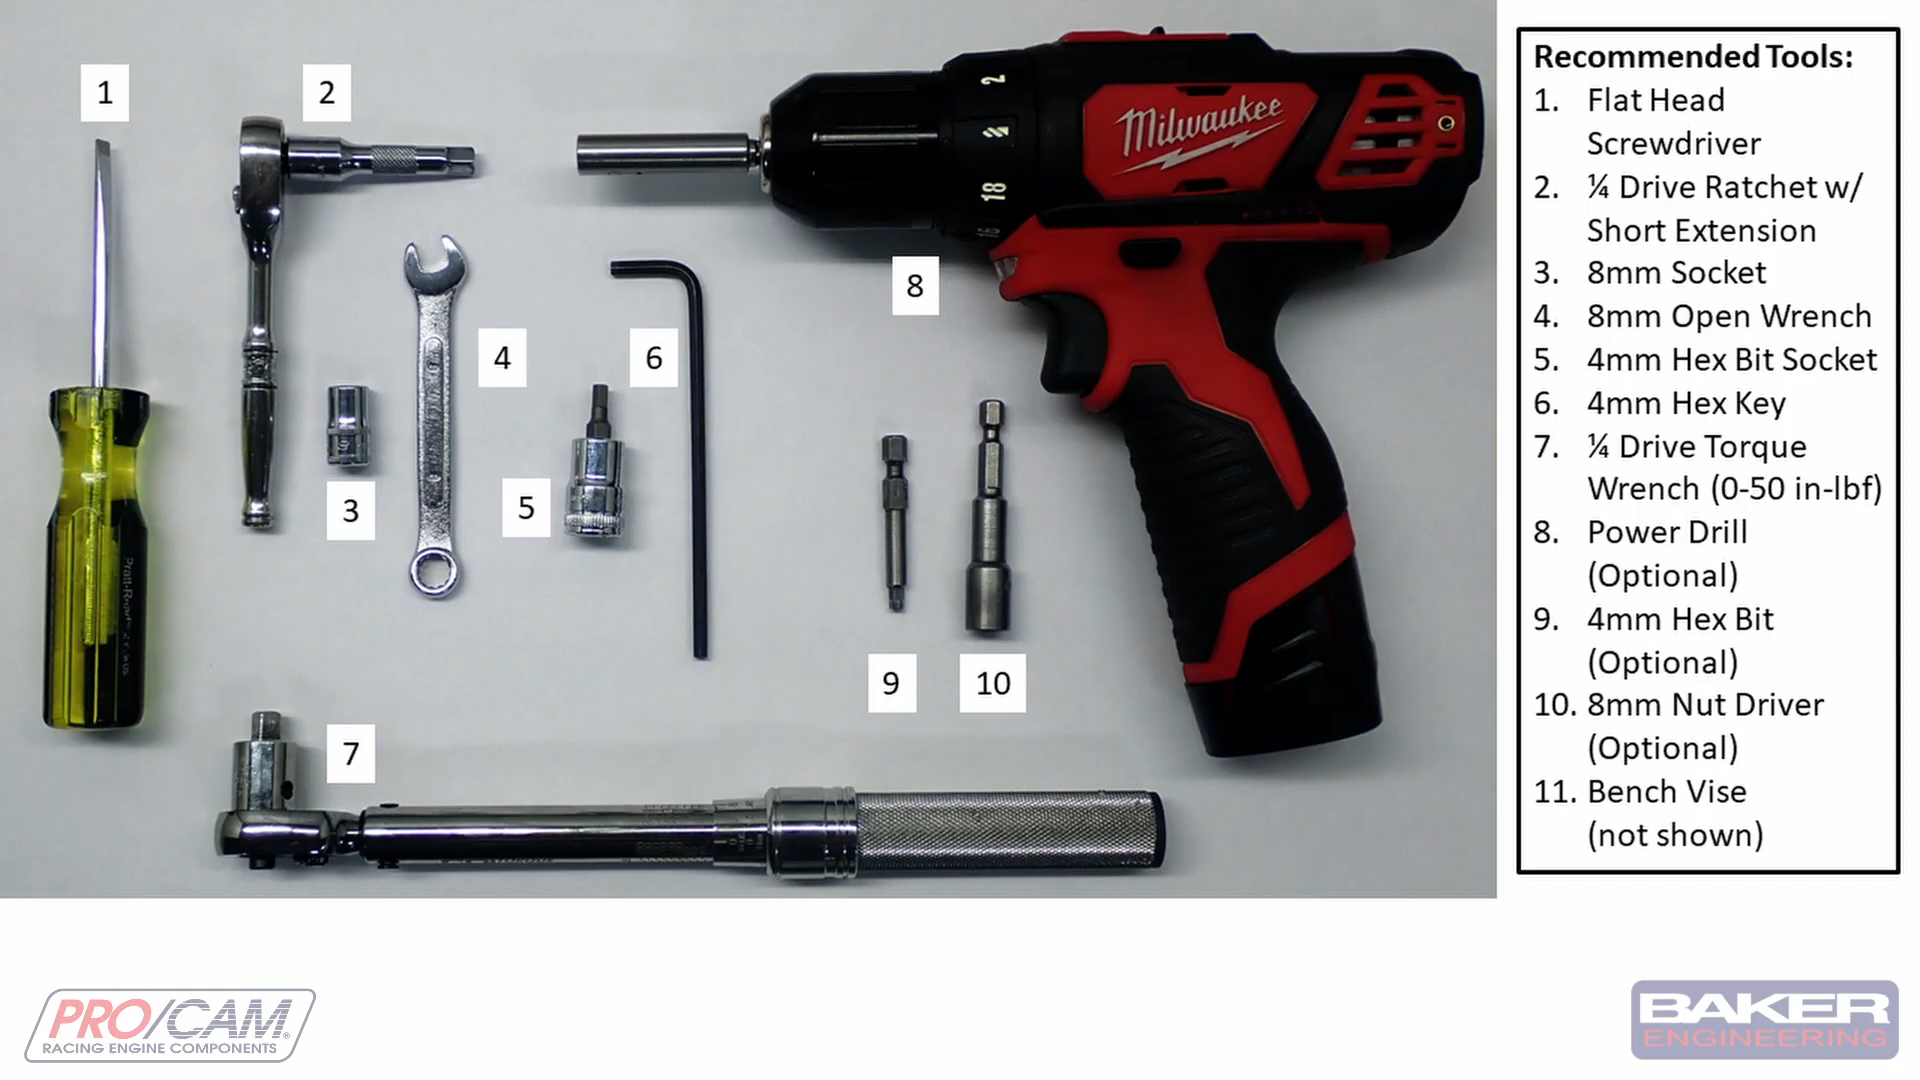 1
2
3
4
5
6
7
8
9
10
Milwaukee
2
18
16
Recommended Tools:
1. Flat Head
Screwdriver
2. ¼ Drive Ratchet w/
Short Extension
3. 8mm Socket
4. 8mm Open Wrench
5. 4mm Hex Bit Socket
6. 4mm Hex Key
7. ¼ Drive Torque
Wrench (0-50 in-lbf)
8. Power Drill
(Optional)
9. 4mm Hex Bit
(Optional)
10. 8mm Nut Driver
(Optional)
11. Bench Vise
(not shown)
PRO/CAM®
RACING ENGINE COMPONENTS
BAKER
ENGINEERING